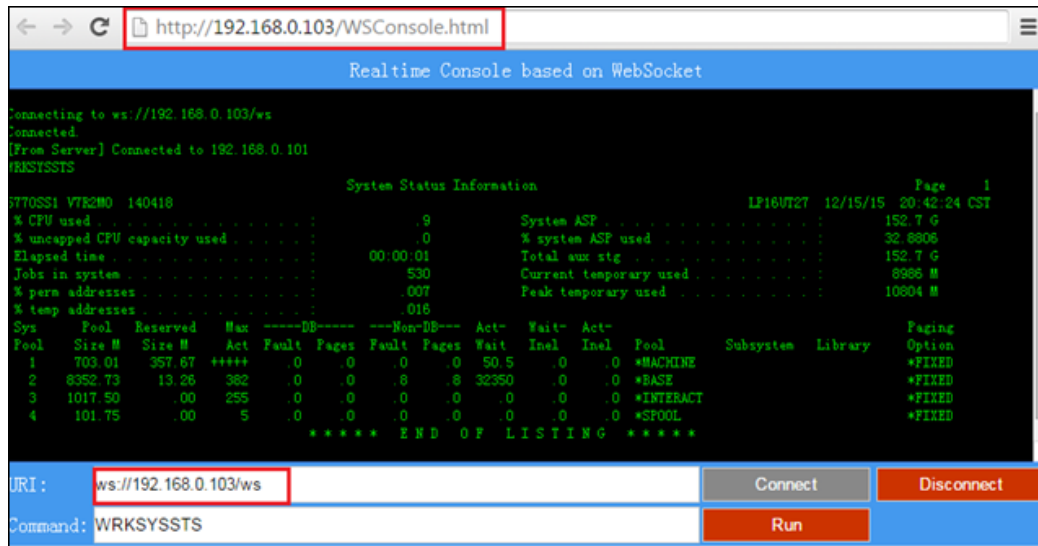 http://192.168.0.103/WSConsole.html
Realtime Console based on WebSocket
Connecting to ws://192.168.0.103/ws
Connected.
[From Server] Connected to 192.168.0.101
WRKSYSSTS
System Status Information Page 1
5770SS1 V7R2M0 140418 LP16UT27 12/15/15 20:42:24 CST
% CPU used . . . . . . . . . . . . : .9 System ASP . . . . . . . . . . . . . : 152.7 G
% uncapped CPU capacity used . . . . . : .0 % system ASP used . . . . . . . . . . : 32.8806
Elapsed time . . . . . . . . . . . : 00:00:01 Total aux stg . . . . . . . . . . . : 152.7 G
Jobs in system . . . . . . . . . . : 530 Current temporary used . . . . . . . : 8986 M
% perm addresses . . . . . . . . . : .007 Peak temporary used . . . . . . . . : 10804 M
% temp addresses . . . . . . . . . : .016
Sys Pool Reserved Max -----DB----- ---Non-DB--- Act- Wait- Act- Paging
Pool Size M Size M Act Fault Pages Fault Pages Wait Inel Inel Pool Subsystem Library Option
1 703.01 357.67 +++++ .0 .0 .0 .0 50.5 .0 .0 *MACHINE *FIXED
2 8352.73 13.26 382 .0 .0 .8 .8 32350 .0 .0 *BASE *FIXED
3 1017.50 .00 255 .0 .0 .0 .0 .0 .0 .0 *INTERACT *FIXED
4 101.75 .00 5 .0 .0 .0 .0 .0 .0 .0 *SPOOL *FIXED
* * * * * E N D O F L I S T I N G * * * * *
URI: ws://192.168.0.103/ws Connect Disconnect
Command: WRKSYSSTS Run